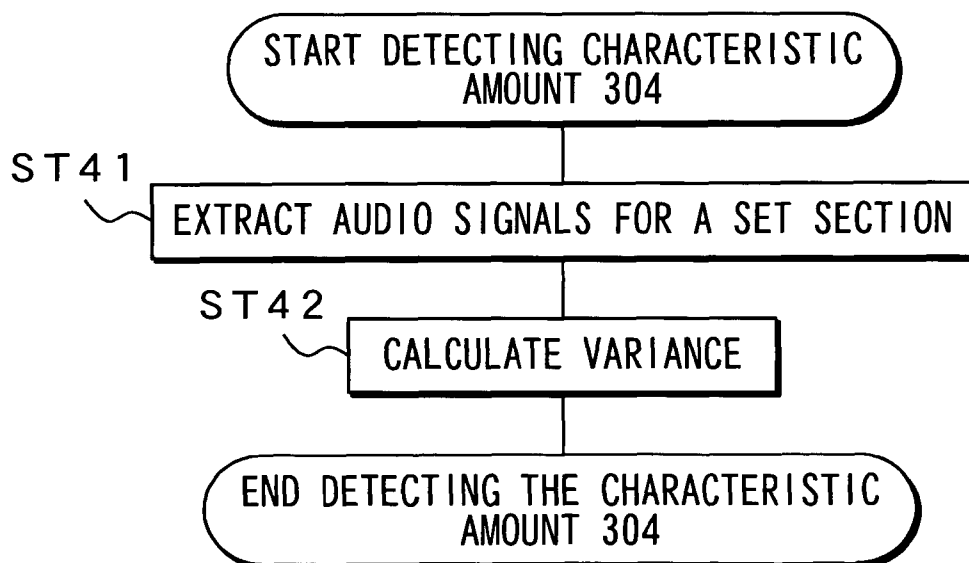 START DETECTING CHARACTERISTIC
AMOUNT 304
ST41
EXTRACT AUDIO SIGNALS FOR A SET SECTION
ST42
CALCULATE VARIANCE
END DETECTING THE CHARACTERISTIC
AMOUNT 304